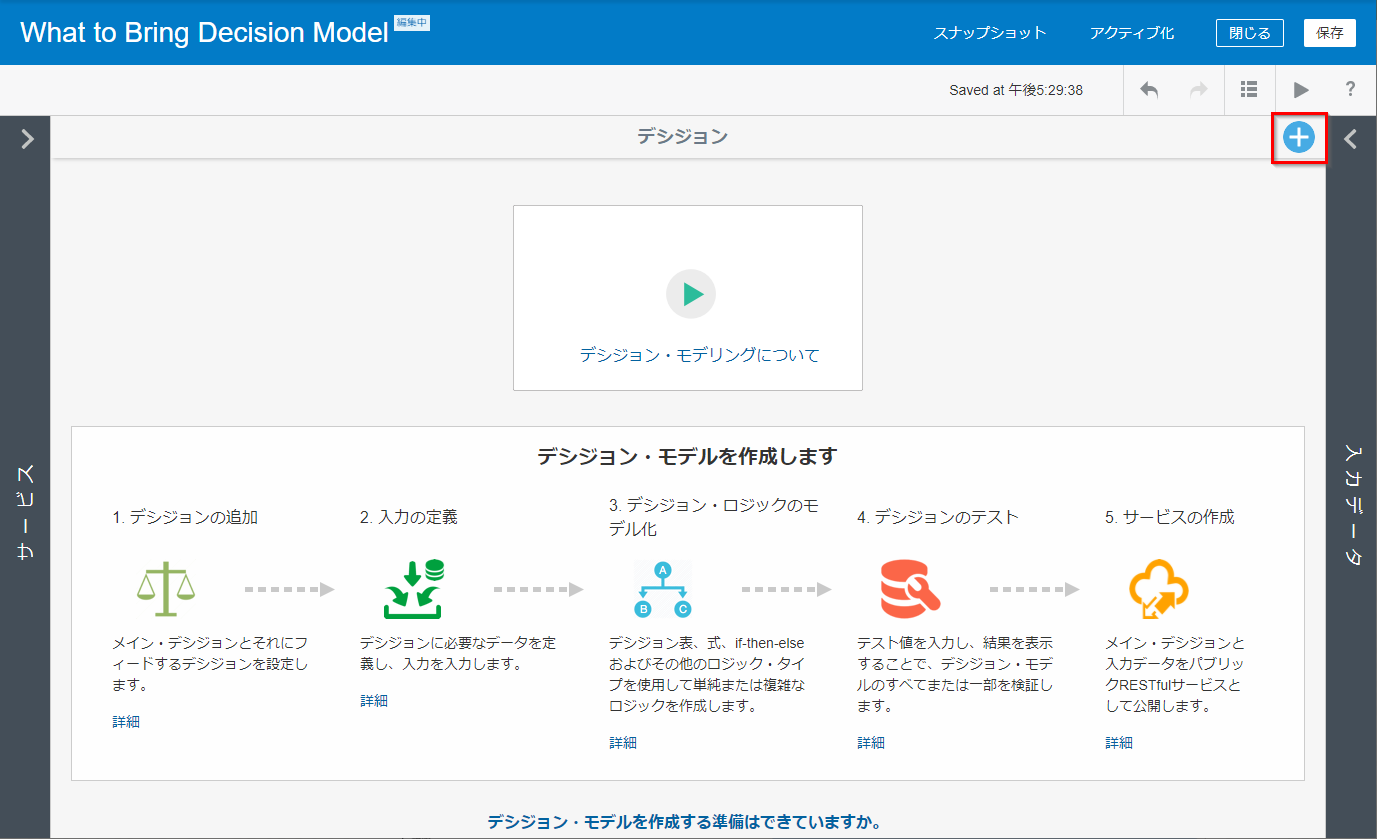 What to Bring Decision Model 編集中
スナップショット
アクティブ化
閉じる
保存
Saved at 午後5:29:38
?
デシジョン
サービス
入力データ
デシジョン・モデリングについて
デシジョン・モデルを作成します
1. デシジョンの追加
メイン・デシジョンとそれにフ
ィードするデシジョンを設定し
ます。
詳細
2. 入力の定義
デシジョンに必要なデータを定
義し、入力を入力します。
詳細
3. デシジョン・ロジックのモ
デル化
A
B
C
デシジョン表、式、if-then-else
およびその他のロジック・タイ
プを使用して単純または複雑な
ロジックを作成します。
詳細
4. デシジョンのテスト
テスト値を入力し、結果を表示
することで、デシジョン・モデ
ルのすべてまたは一部を検証し
ます。
詳細
5. サービスの作成
メイン・デシジョンと
入力データをパブリッ
クRESTfulサービスと
して公開します。
詳細
デシジョン・モデルを作成する準備はできていますか。